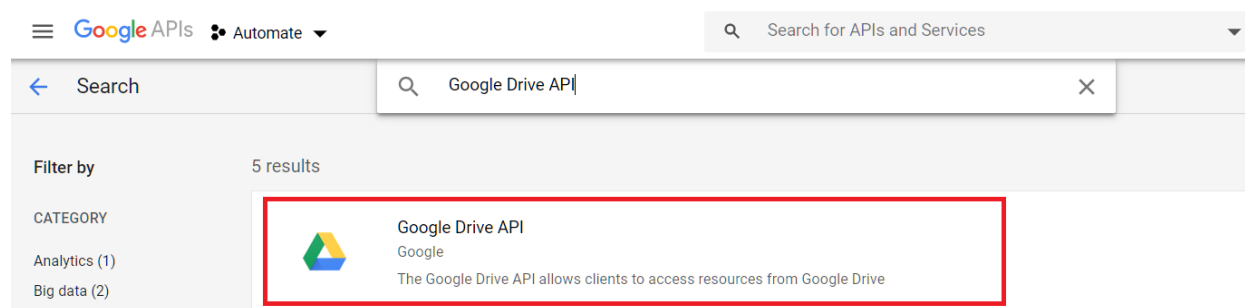 Google APIs Automate Search for APIs and Services
Search Google Drive API
Filter by 5 results
CATEGORY
Google Drive API
Google
Analytics (1)
The Google Drive API allows clients to access resources from Google Drive
Big data (2)